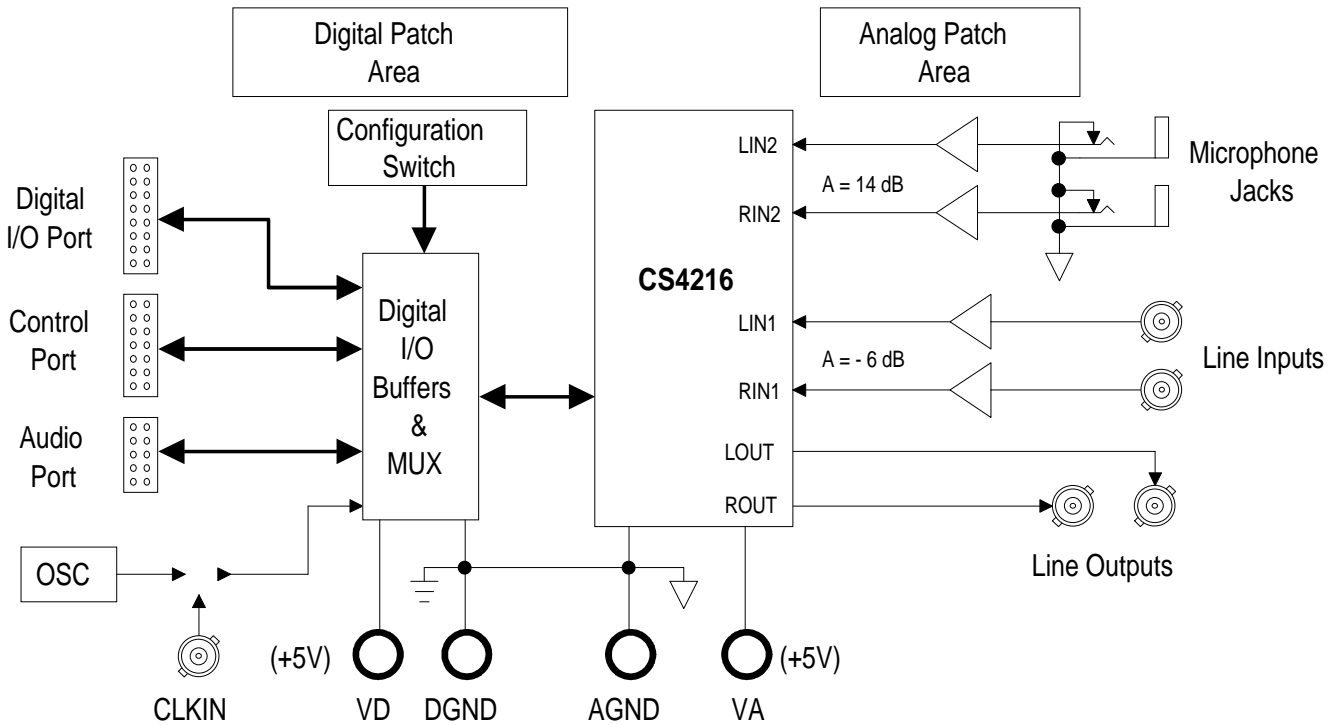 Digital Patch
Area
Analog Patch
Area
Configuration
Switch
Digital
I/O Port
Control
Port
Audio
Port
Digital
I/O
Buffers
&
MUX
OSC
CLKIN
(+5V)
VD
DGND
AGND
VA
(+5V)
CS4216
LIN2
A = 14 dB
RIN2
LIN1
A = - 6 dB
RIN1
LOUT
ROUT
Microphone
Jacks
Line Inputs
Line Outputs